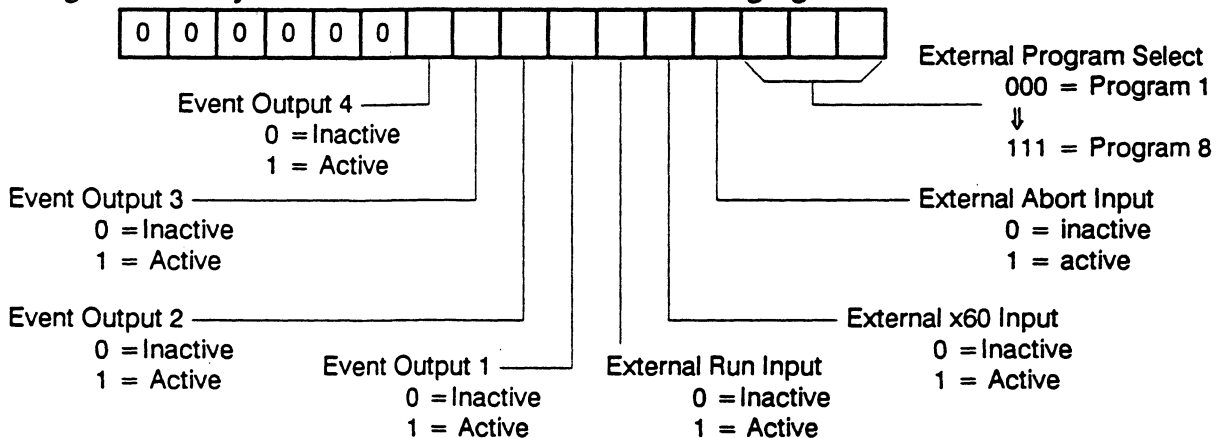 0 0 0 0 0 0
External Program Select
000 = Program 1
⇓
111 = Program 8
Event Output 4
0 = Inactive
1 = Active
Event Output 3
0 = Inactive
1 = Active
External Abort Input
0 = inactive
1 = active
Event Output 2
0 = Inactive
1 = Active
Event Output 1
0 = Inactive
1 = Active
External Run Input
0 = Inactive
1 = Active
External x60 Input
0 = Inactive
1 = Active